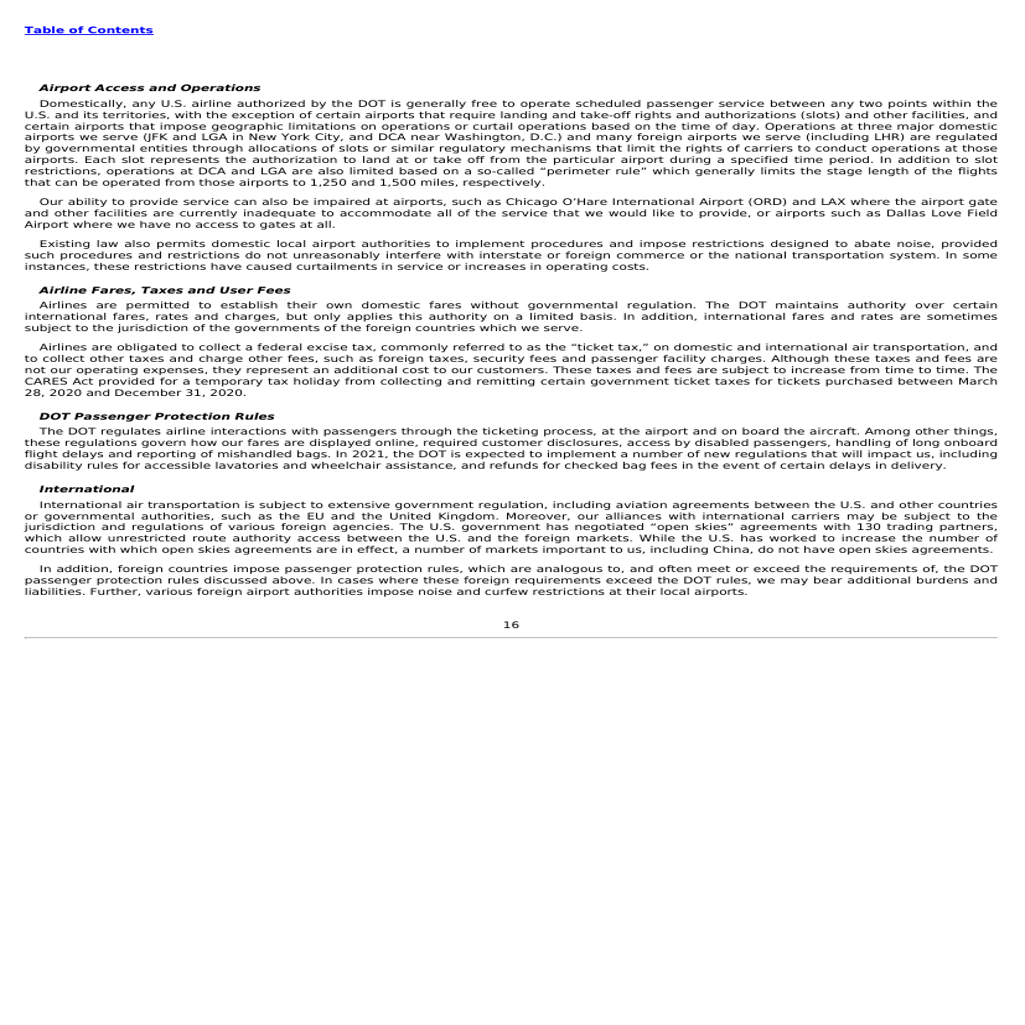 Table of Contents
Airport Access and Operations
Domestically, any U.S. airline authorized by the DOT is generally free to operate scheduled passenger service between any two points within the
U.S. and its territories, with the exception of certain airports that require landing and take-off rights and authorizations (slots) and other facilities, and
certain airports that impose geographic limitations on operations or curtail operations based on the time of day. Operations at three major domestic
airports we serve (JFK and LGA in New York City, and DCA near Washington, D.C.) and many foreign airports we serve (including LHR) are regulated
by governmental entities through allocations of slots or similar regulatory mechanisms that limit the rights of carriers to conduct operations at those
airports. Each slot represents the authorization to land at or take off from the particular airport during a specified time period. In addition to slot
restrictions, operations at DCA and LGA are also limited based on a so-called “perimeter rule” which generally limits the stage length of the flights
that can be operated from those airports to 1,250 and 1,500 miles, respectively.
Our ability to provide service can also be impaired at airports, such as Chicago O’Hare International Airport (ORD) and LAX where the airport gate
and other facilities are currently inadequate to accommodate all of the service that we would like to provide, or airports such as Dallas Love Field
Airport where we have no access to gates at all.
Existing law also permits domestic local airport authorities to implement procedures and impose restrictions designed to abate noise, provided
such procedures and restrictions do not unreasonably interfere with interstate or foreign commerce or the national transportation system. In some
instances, these restrictions have caused curtailments in service or increases in operating costs.
Airline Fares, Taxes and User Fees
Airlines are permitted to establish their own domestic fares without governmental regulation. The DOT maintains authority over certain
international fares, rates and charges, but only applies this authority on a limited basis. In addition, international fares and rates are sometimes
subject to the jurisdiction of the governments of the foreign countries which we serve.
Airlines are obligated to collect a federal excise tax, commonly referred to as the “ticket tax,” on domestic and international air transportation, and
to collect other taxes and charge other fees, such as foreign taxes, security fees and passenger facility charges. Although these taxes and fees are
not our operating expenses, they represent an additional cost to our customers. These taxes and fees are subject to increase from time to time. The
CARES Act provided for a temporary tax holiday from collecting and remitting certain government ticket taxes for tickets purchased between March
28, 2020 and December 31, 2020.
DOT Passenger Protection Rules
The DOT regulates airline interactions with passengers through the ticketing process, at the airport and on board the aircraft. Among other things,
these regulations govern how our fares are displayed online, required customer disclosures, access by disabled passengers, handling of long onboard
flight delays and reporting of mishandled bags. In 2021, the DOT is expected to implement a number of new regulations that will impact us, including
disability rules for accessible lavatories and wheelchair assistance, and refunds for checked bag fees in the event of certain delays in delivery.
International
International air transportation is subject to extensive government regulation, including aviation agreements between the U.S. and other countries
or governmental authorities, such as the EU and the United Kingdom. Moreover, our alliances with international carriers may be subject to the
jurisdiction and regulations of various foreign agencies. The U.S. government has negotiated “open skies” agreements with 130 trading partners,
which allow unrestricted route authority access between the U.S. and the foreign markets. While the U.S. has worked to increase the number of
countries with which open skies agreements are in effect, a number of markets important to us, including China, do not have open skies agreements.
In addition, foreign countries impose passenger protection rules, which are analogous to, and often meet or exceed the requirements of, the DOT
passenger protection rules discussed above. In cases where these foreign requirements exceed the DOT rules, we may bear additional burdens and
liabilities. Further, various foreign airport authorities impose noise and curfew restrictions at their local airports.
16